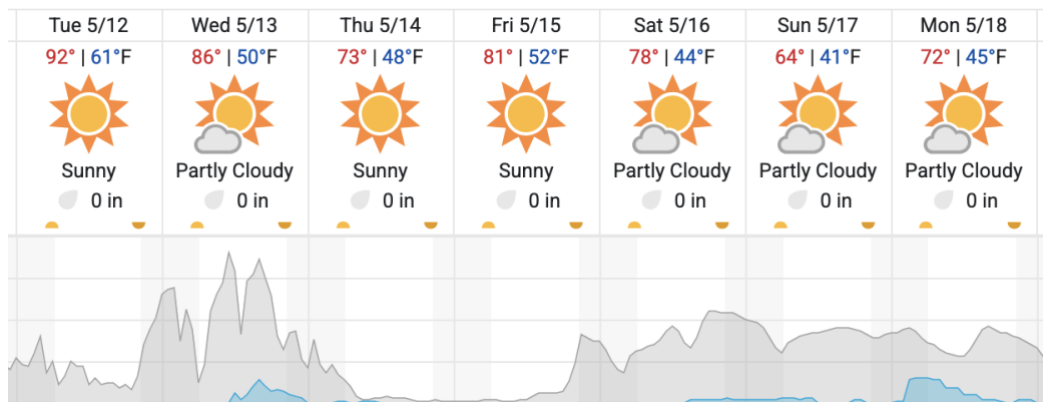 Tue 5/12 Wed 5/13 Thu 5/14 Fri 5/15 Sat 5/16 Sun 5/17 Mon 5/18
92° | 61°F 86° | 50°F 73° | 48°F 81° | 52°F 78° | 44°F 64° | 41°F 72° | 45°F
Sunny Partly Cloudy Sunny Sunny Partly Cloudy Partly Cloudy Partly Cloudy
0 in 0 in 0 in 0 in 0 in 0 in 0 in